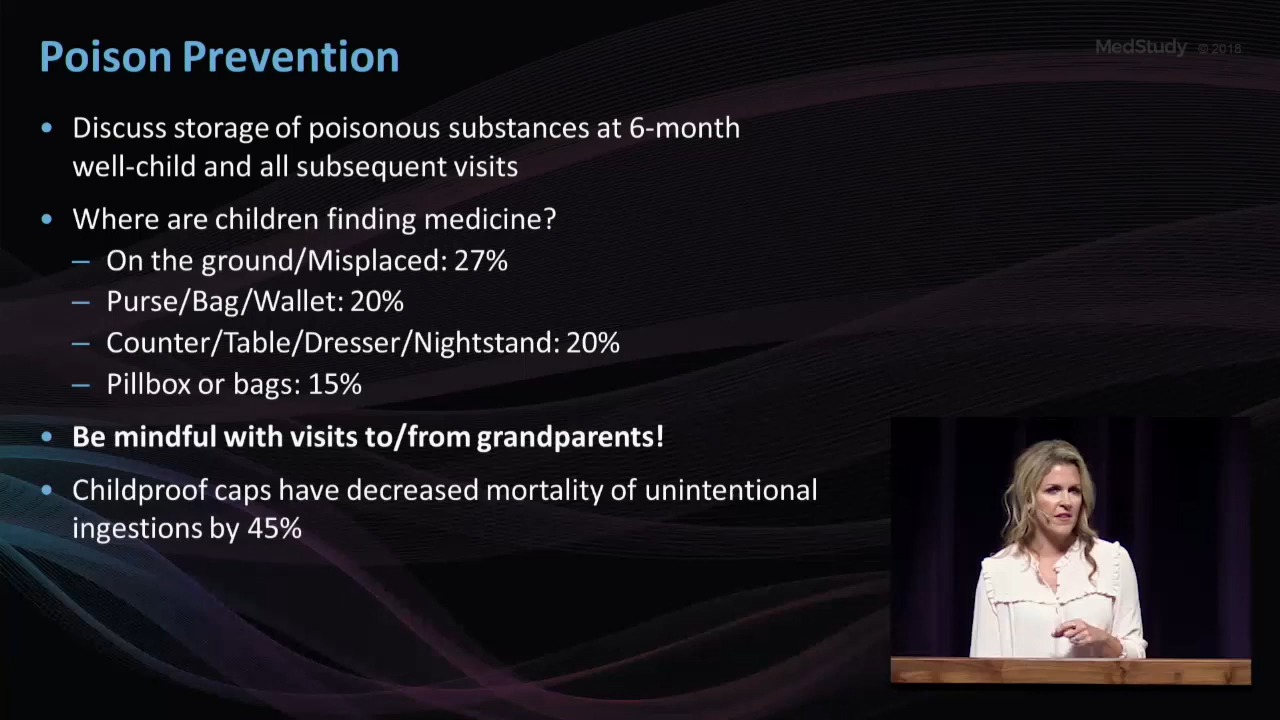 Poison Prevention
MedStudy © 2018
• Discuss storage of poisonous substances at 6-month
well-child and all subsequent visits
• Where are children finding medicine?
– On the ground/Misplaced: 27%
– Purse/Bag/Wallet: 20%
– Counter/Table/Dresser/Nightstand: 20%
– Pillbox or bags: 15%
• Be mindful with visits to/from grandparents!
• Childproof caps have decreased mortality of unintentional
ingestions by 45%